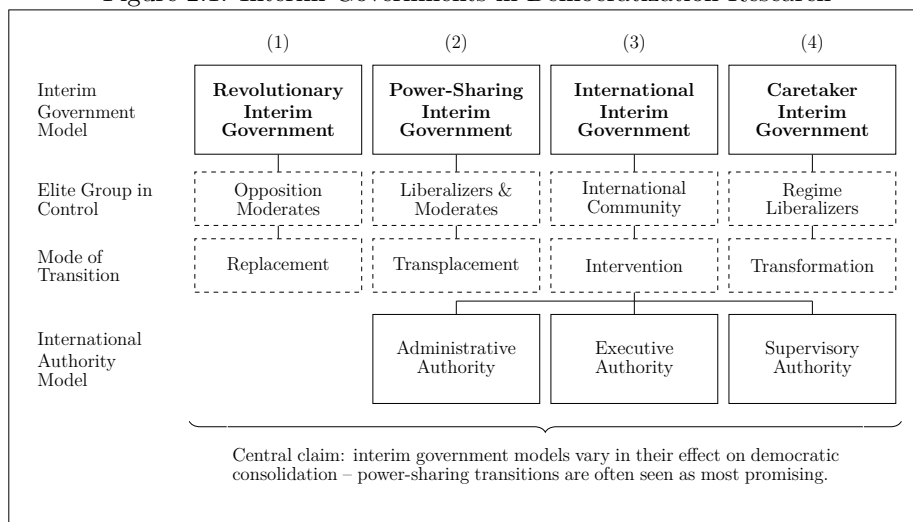 Figure 2.1: Interim Governments in Democratization Research
(1) (2) (3) (4)
Interim
Government
Model
Revolutionary
Interim
Government
Power-Sharing
Interim
Government
International
Interim
Government
Caretaker
Interim
Government
Elite Group in
Control
Opposition
Moderates
Liberalizers &
Moderates
International
Community
Regime
Liberalizers
Mode of
Transition
Replacement
Transplacement
Intervention
Transformation
International
Authority
Model
Administrative
Authority
Executive
Authority
Supervisory
Authority
Central claim: interim government models vary in their effect on democratic
consolidation – power-sharing transitions are often seen as most promising.